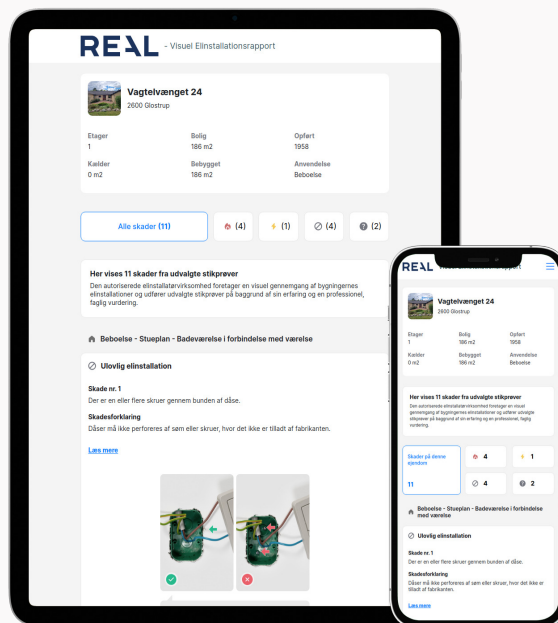 REAL - Visuel Elinstallationsrapport
Vagtelvænget 24
2600 Glostrup
Etager Bolig Opført
1 186 m2 1958
Kælder Bebygget Anvendelse
0 m2 186 m2 Beboelse
Alle skader (11) (4) (1) (4) (2)
Her vises 11 skader fra udvalgte stikprøver
Den autoriserede elinstallatørvirksomhed foretager en visuel gennemgang af bygningernes
elinstallationer og udfører udvalgte stikprøver på baggrund af sin erfaring og en professionel,
faglig vurdering.
Beboelse - Stueplan - Badeværelse i forbindelse med værelse
Ulovlig elinstallation
Skade nr. 1
Der er en eller flere skruer gennem bunden af dåse.
Skadesforklaring
Dåser må ikke perforeres af søm eller skruer, hvor det ikke er tilladt af fabrikanten.
Læs mere
REAL
Vagtelvænget 24
2600 Glostrup
Etager Bolig Opført
1 186 m2 1958
Kælder Bebygget Anvendelse
0 m2 186 m2 Beboelse
Her vises 11 skader fra udvalgte stikprøver
Den autoriserede elinstallatørvirksomhed foretager en visuel
gennemgang af bygningernes elinstallationer og udfører udvalgte
stikprøver på baggrund af sin erfaring og en professionel, faglig
vurdering.
Skader på denne
ejendom
11
4 1
4 2
Beboelse - Stueplan - Badeværelse i forbindelse
med værelse
Ulovlig elinstallation
Skade nr. 1
Der er en eller flere skruer gennem bunden af dåse.
Skadesforklaring
Dåser må ikke perforeres af søm eller skruer, hvor det ikke er
tilladt af fabrikanten.
Læs mere